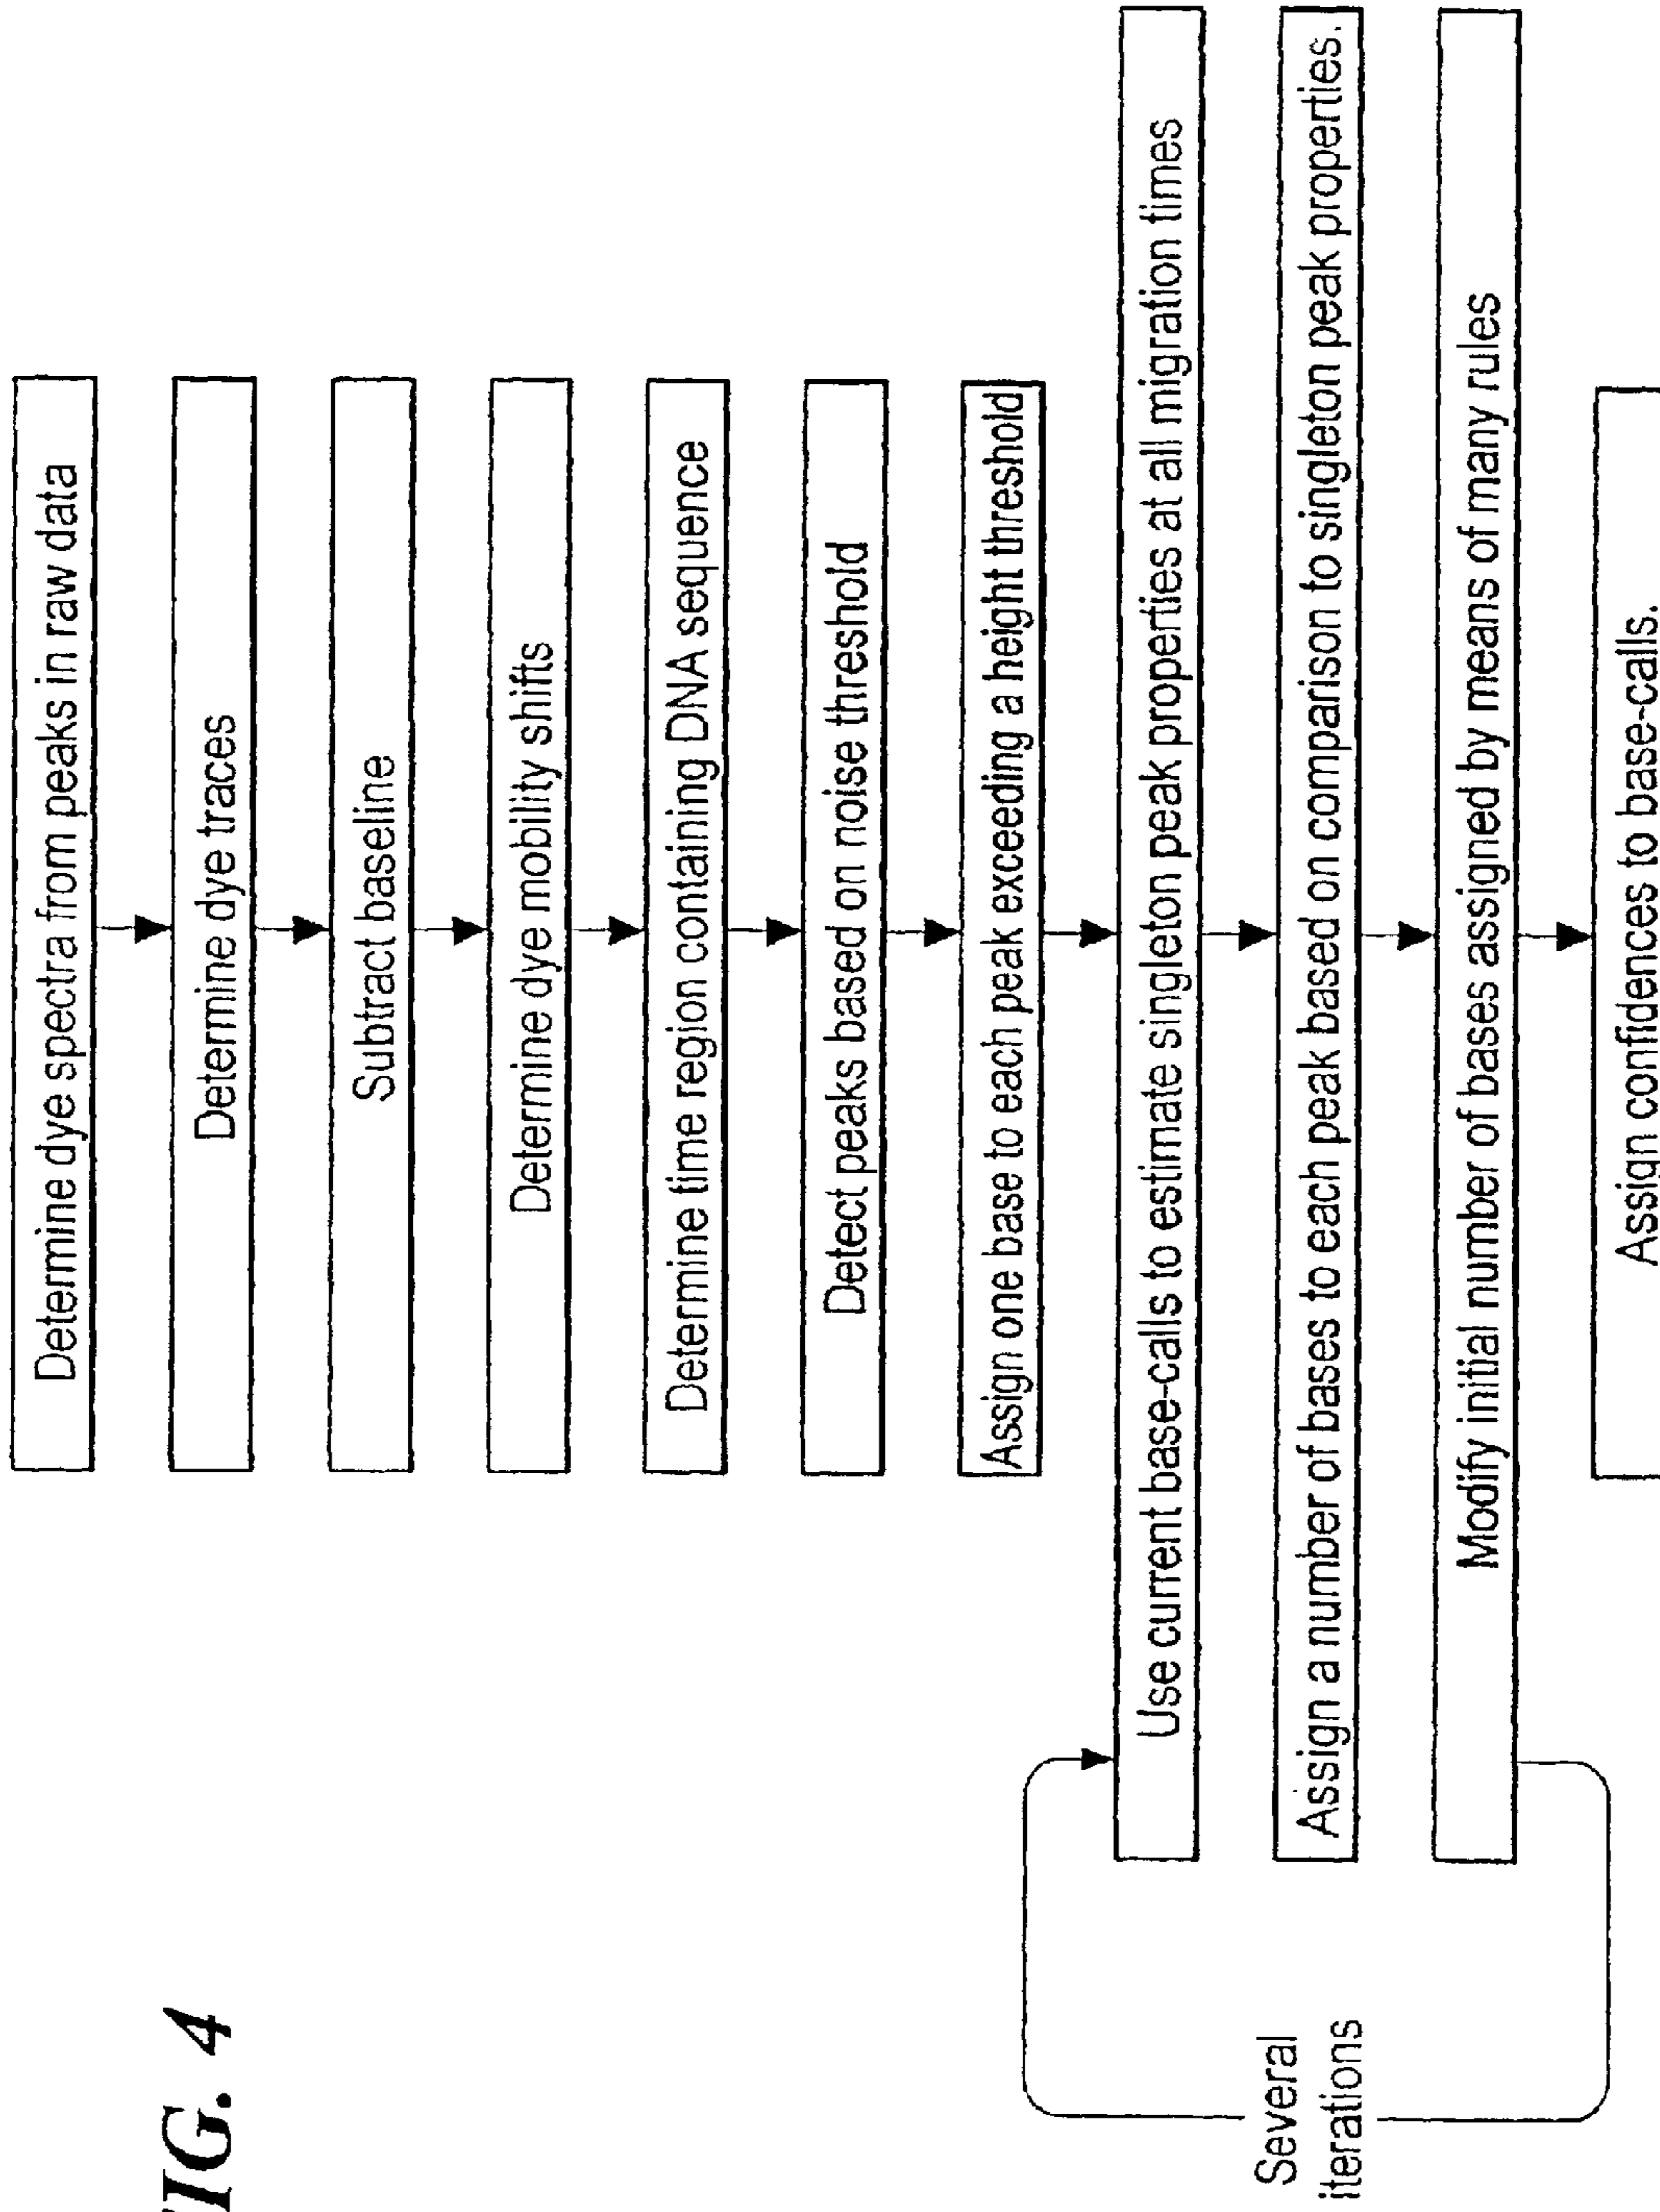 FIG. 4
Determine dye spectra from peaks in raw data
Determine dye traces
Subtract baseline
Determine dye mobility shifts
Determine time region containing DNA sequence
Detect peaks based on noise threshold
Assign one base to each peak exceeding a height threshold
Use current base-calls to estimate singleton peak properties at all migration times
Assign a number of bases to each peak based on comparison to singleton peak properties.
Modify initial number of bases assigned by means of many rules
Several
iterations
Assign confidences to base-calls.